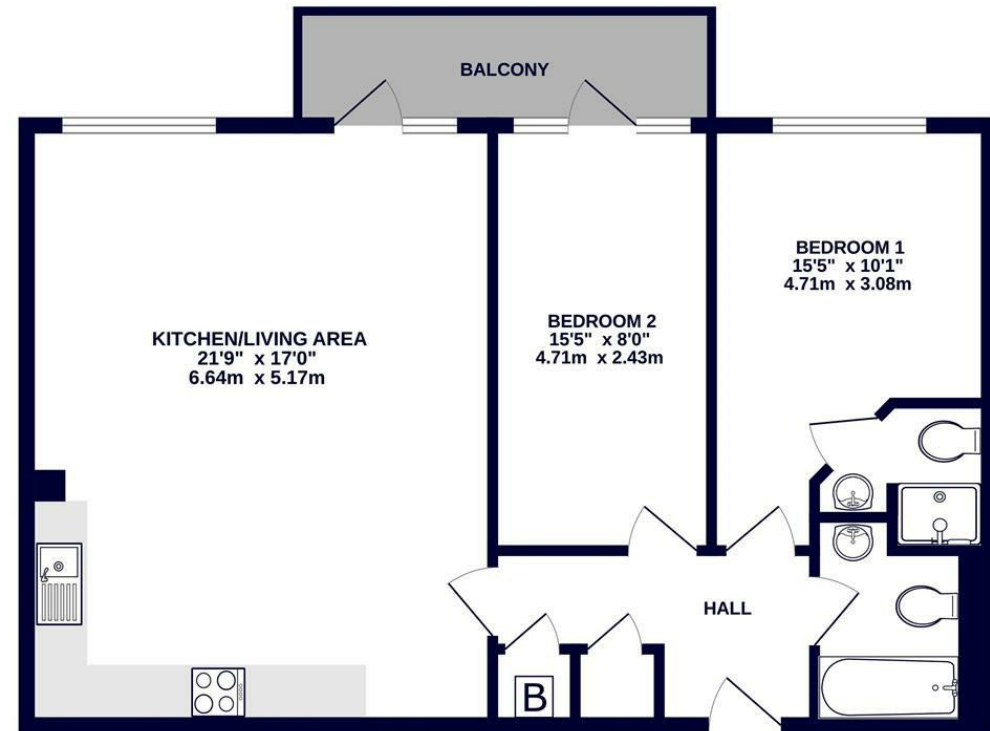 BALCONY
KITCHEN/LIVING AREA
21'9" x 17'0"
6.64m x 5.17m
BEDROOM 2
15'5" x 8'0"
4.71m x 2.43m
BEDROOM 1
15'5" x 10'1"
4.71m x 3.08m
HALL
B